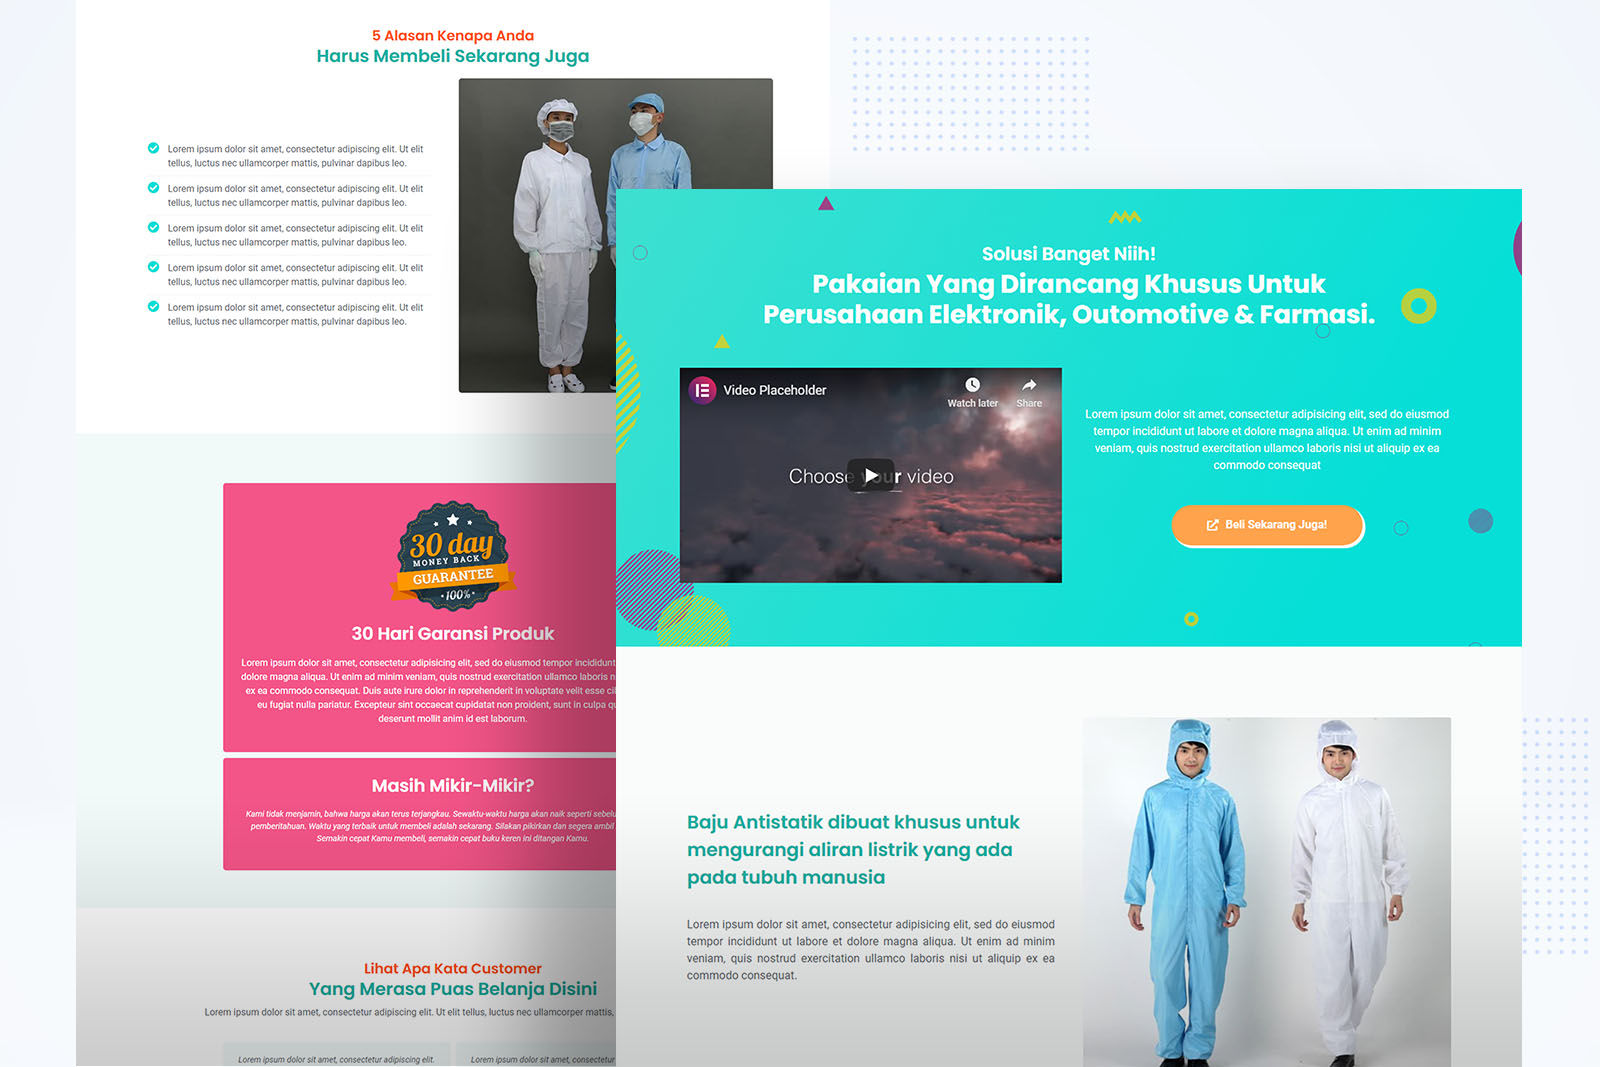 5 Alasan Kenapa Anda
Harus Membeli Sekarang Juga
Lorem ipsum dolor sit amet, consectetur adipiscing elit. Ut elit
tellus, luctus nec ullamcorper mattis, pulvinar dapibus leo.
Lorem ipsum dolor sit amet, consectetur adipiscing elit. Ut elit
tellus, luctus nec ullamcorper mattis, pulvinar dapibus leo.
Lorem ipsum dolor sit amet, consectetur adipiscing elit. Ut elit
tellus, luctus nec ullamcorper mattis, pulvinar dapibus leo.
Lorem ipsum dolor sit amet, consectetur adipiscing elit. Ut elit
tellus, luctus nec ullamcorper mattis, pulvinar dapibus leo.
Lorem ipsum dolor sit amet, consectetur adipiscing elit. Ut elit
tellus, luctus nec ullamcorper mattis, pulvinar dapibus leo.
30 day
MONEY BACK
GUARANTEE
100%
30 Hari Garansi Produk
Lorem ipsum dolor sit amet, consectetur adipisicing elit, sed do eiusmod tempor incididunt
dolore magna aliqua. Ut enim ad minim veniam, quis nostrud exercitation ullamco laboris n
ex ea commodo consequat. Duis aute irure dolor in reprehenderit in voluptate velit esse cil
eu fugiat nulla pariatur. Excepteur sint occaecat cupidatat non proident, sunt in culpa qu
deserunt mollit anim id est laborum.
Masih Mikir-Mikir?
Kami tidak menjamin, bahwa harga akan terus terjangkau. Sewaktu-waktu harga akan naik seperti sebelu
pemberitahuan. Waktu yang terbaik untuk membeli adalah sekarang. Silakan pikirkan dan segera ambil
Semakin cepat Kamu membeli, semakin cepat buku keren ini ditangan Kamu.
Lihat Apa Kata Customer
Yang Merasa Puas Belanja Disini
Lorem ipsum dolor sit amet, consectetur adipiscing elit. Ut elit tellus, luctus nec ullamcorper mattis,
Lorem ipsum dolor sit amet, consectetur adipiscing elit.
Lorem ipsum dolor sit amet, consectetur
Solusi Banget Niih!
Pakaian Yang Dirancang Khusus Untuk
Perusahaan Elektronik, Outomotive & Farmasi.
Video Placeholder
Watch later
Share
Choose your video
Lorem ipsum dolor sit amet, consectetur adipisicing elit, sed do eiusmod
tempor incididunt ut labore et dolore magna aliqua. Ut enim ad minim
veniam, quis nostrud exercitation ullamco laboris nisi ut aliquip ex ea
commodo consequat
Beli Sekarang Juga!
Baju Antistatik dibuat khusus untuk
mengurangi aliran listrik yang ada
pada tubuh manusia
Lorem ipsum dolor sit amet, consectetur adipisicing elit, sed do eiusmod
tempor incididunt ut labore et dolore magna aliqua. Ut enim ad minim
veniam, quis nostrud exercitation ullamco laboris nisi ut aliquip ex ea
commodo consequat.